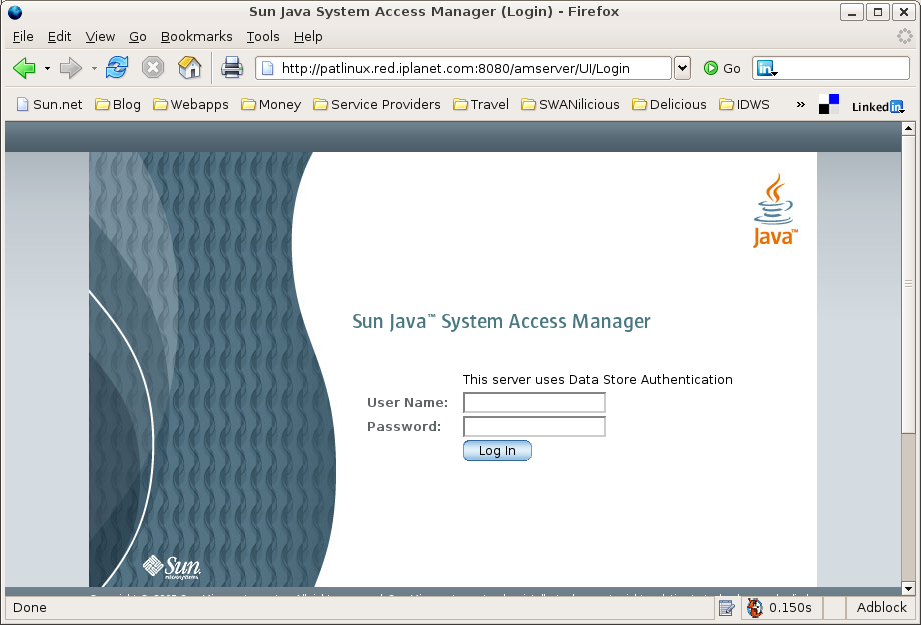 Sun Java System Access Manager (Login) - Firefox
File Edit View Go Bookmarks Tools Help
http://patlinux.red.iplanet.com:8080/amserver/UI/Login Go in
Sun.net Blog Webapps Money Service Providers Travel SWANilicious Delicious IDWS » Linked in
Java™
Sun Java™ System Access Manager
This server uses Data Store Authentication
User Name:
Password:
Log In
Sun
microsystems
Done 0.150s Adblock